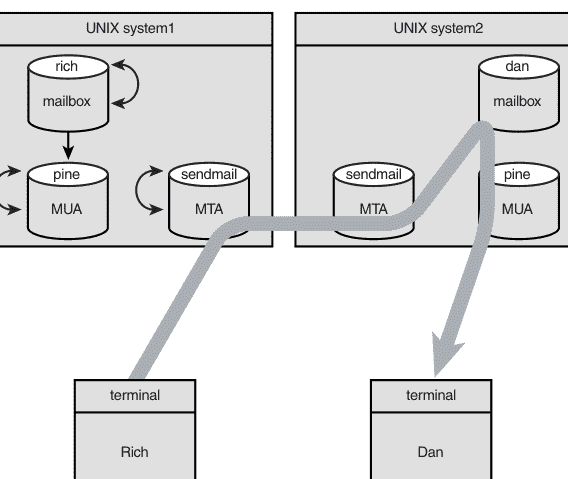 UNIX system1
rich
mailbox
pine
MUA
sendmail
MTA
UNIX system2
dan
mailbox
sendmail
MTA
pine
MUA
terminal
Rich
terminal
Dan